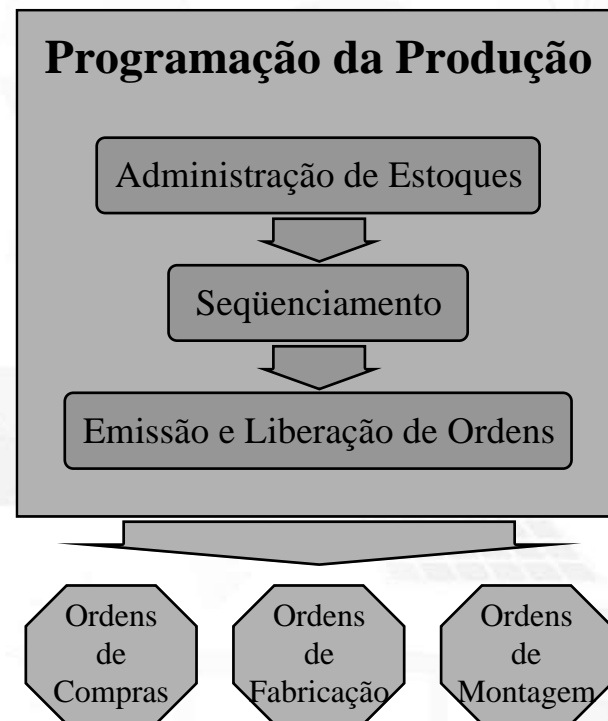 Programação da Produção
Administração de Estoques
Seqüenciamento
Emissão e Liberação de Ordens
Ordens
de
Compras
Ordens
de
Fabricação
Ordens
de
Montagem